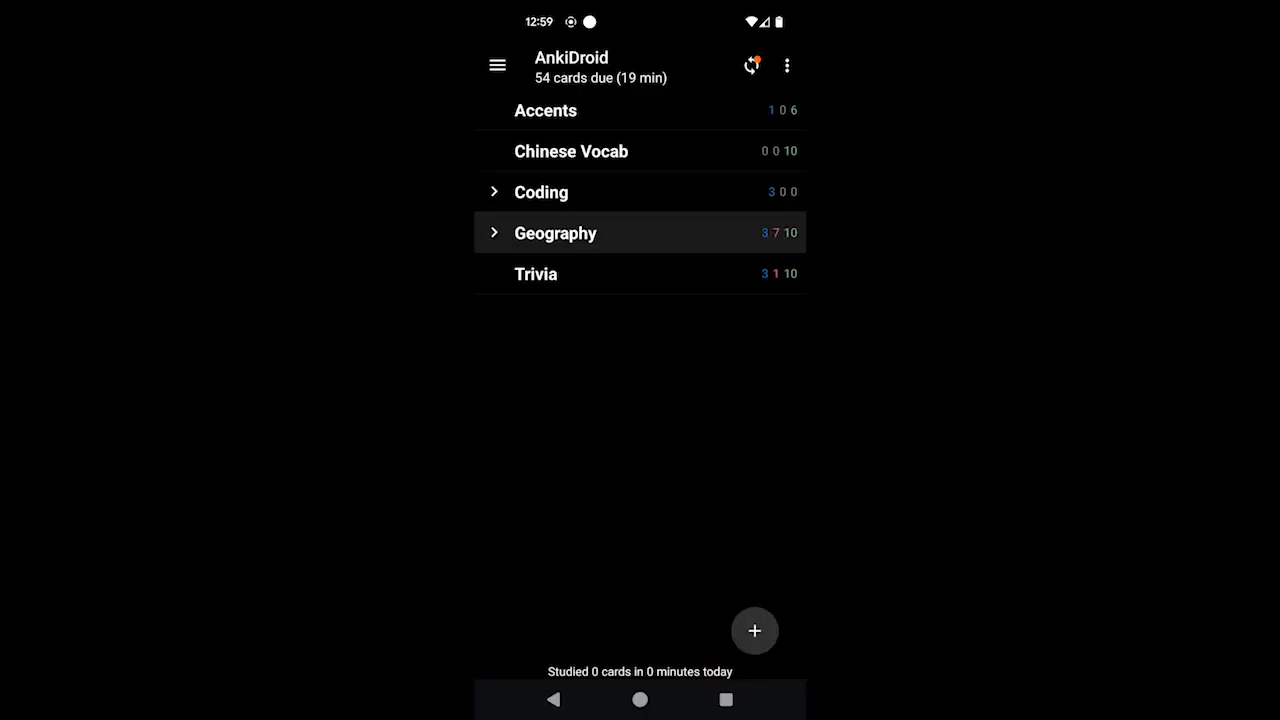 12:59
AnkiDroid
54 cards due (19 min)
Accents 1 0 6
Chinese Vocab 0 0 10
Coding 3 0 0
Geography 3 7 10
Trivia 3 1 10
+
Studied 0 cards in 0 minutes today